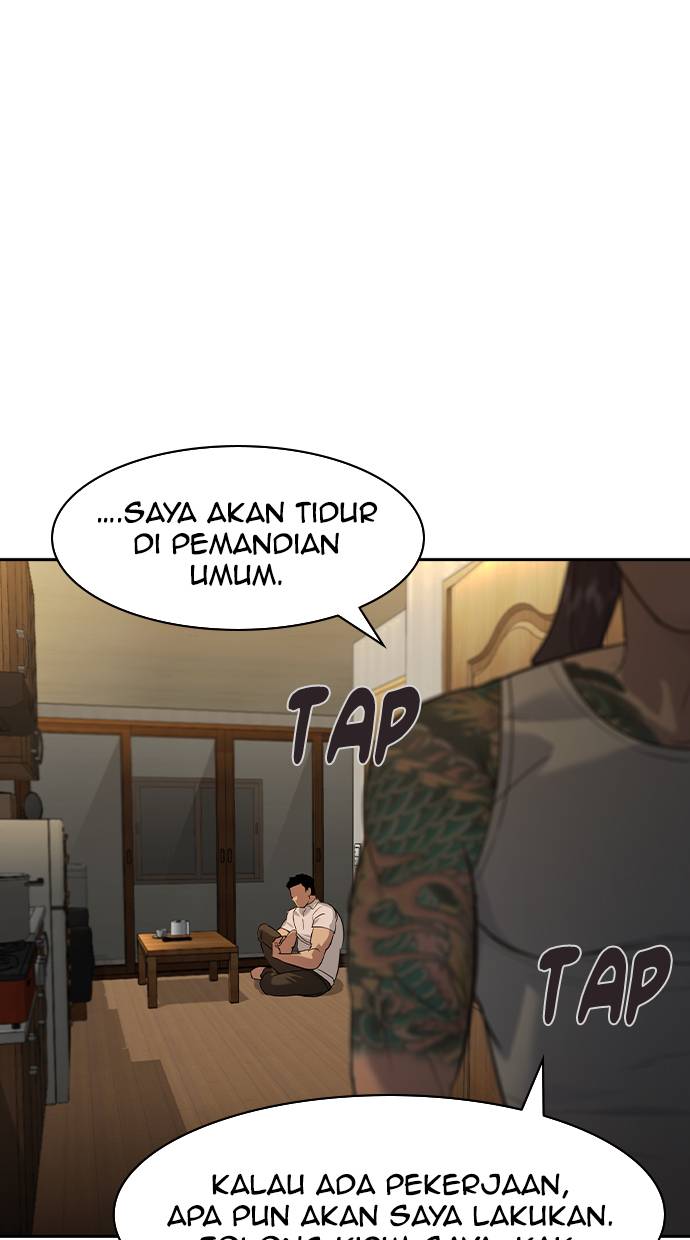 ....SAYA AKAN TIDUR
DI PEMANDIAN
UMUM.
TAP
TAP
KALAU ADA PEKERJAAN,
APA PUN AKAN SAYA LAKUKAN.